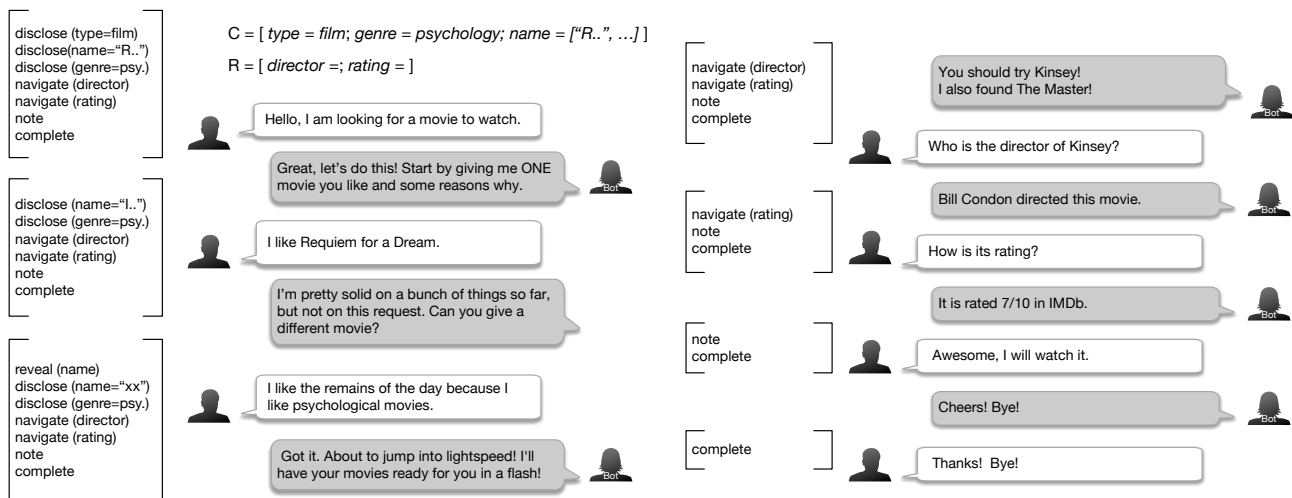 disclose (type=film)
disclose(name="R..")
disclose (genre=psy.)
navigate (director)
navigate (rating)
note
complete
C = [ type = film; genre = psychology; name = ["R..", …] ]
R = [ director =; rating = ]
Hello, I am looking for a movie to watch.
Great, let's do this! Start by giving me ONE
movie you like and some reasons why.
Bot
disclose (name="I..")
disclose (genre=psy.)
navigate (director)
navigate (rating)
note
complete
I like Requiem for a Dream.
I'm pretty solid on a bunch of things so far,
but not on this request. Can you give a
different movie?
reveal (name)
disclose (name="xx")
disclose (genre=psy.)
navigate (director)
navigate (rating)
note
complete
I like the remains of the day because I
like psychological movies.
Got it. About to jump into lightspeed! I'll
have your movies ready for you in a flash!
Bot
navigate (director)
navigate (rating)
note
complete
You should try Kinsey!
I also found The Master!
Bot
Who is the director of Kinsey?
Bill Condon directed this movie.
Bot
navigate (rating)
note
complete
How is its rating?
It is rated 7/10 in IMDb.
Bot
note
complete
Awesome, I will watch it.
Cheers! Bye!
Bot
complete
Thanks!  Bye!